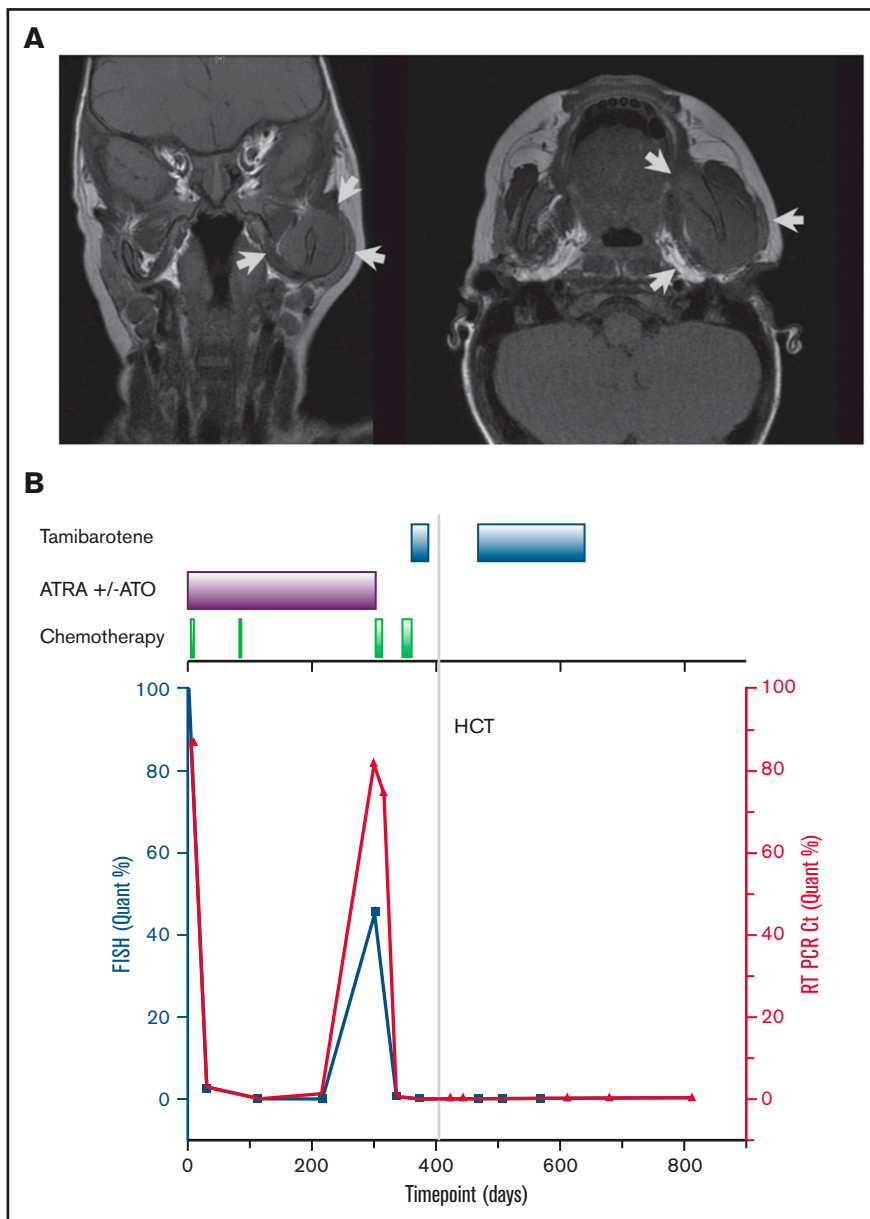 A
H
B
Tamibarotene
ATRA +/-ATO
Chemotherapy
100
80
60
40
20
0
FISH (Quant %)
HCT
100
80
60
40
20
0
RT PCR Ct (Quant %)
0
200
400
600
800
Timepoint (days)